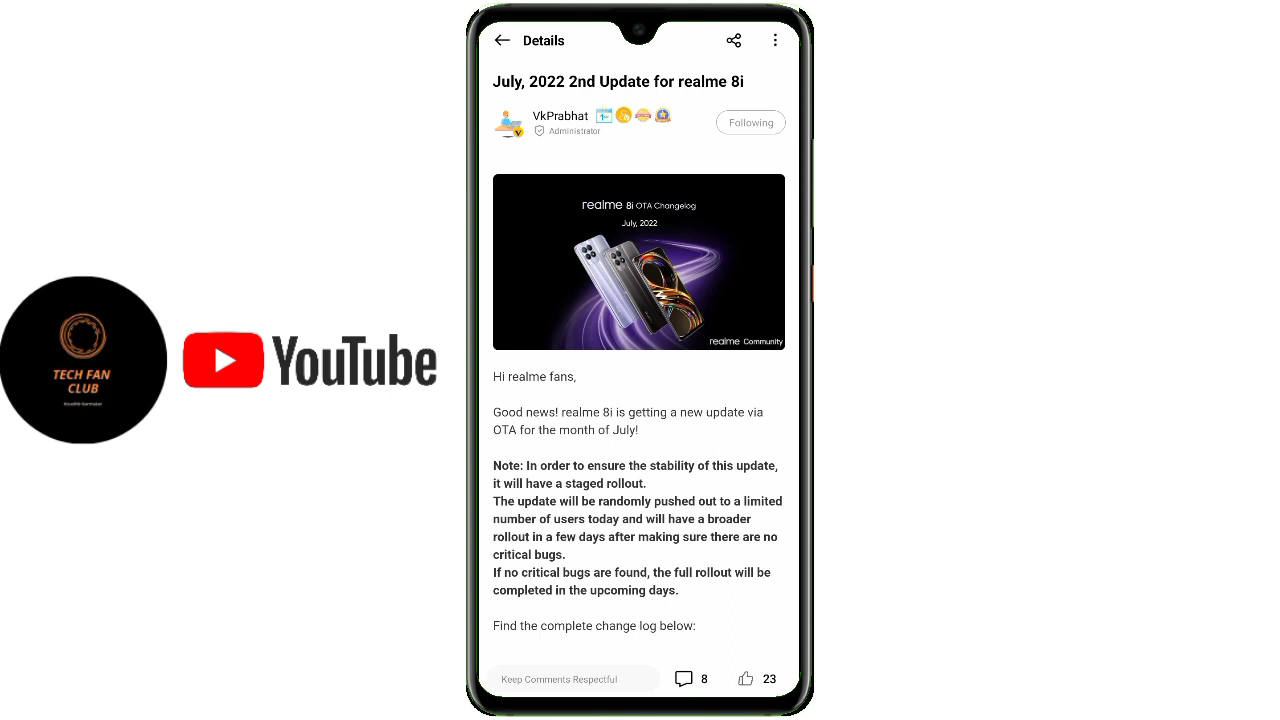 Details
July, 2022 2nd Update for realme 8i
VkPrabhat
Administrator
Following
realme 8i OTA Changelog
July, 2022
realme Community
Hi realme fans,
Good news! realme 8i is getting a new update via
OTA for the month of July!
Note: In order to ensure the stability of this update,
it will have a staged rollout.
The update will be randomly pushed out to a limited
number of users today and will have a broader
rollout in a few days after making sure there are no
critical bugs.
If no critical bugs are found, the full rollout will be
completed in the upcoming days.
Find the complete change log below:
Keep Comments Respectful
8
23
TECH FAN
CLUB
YouTube